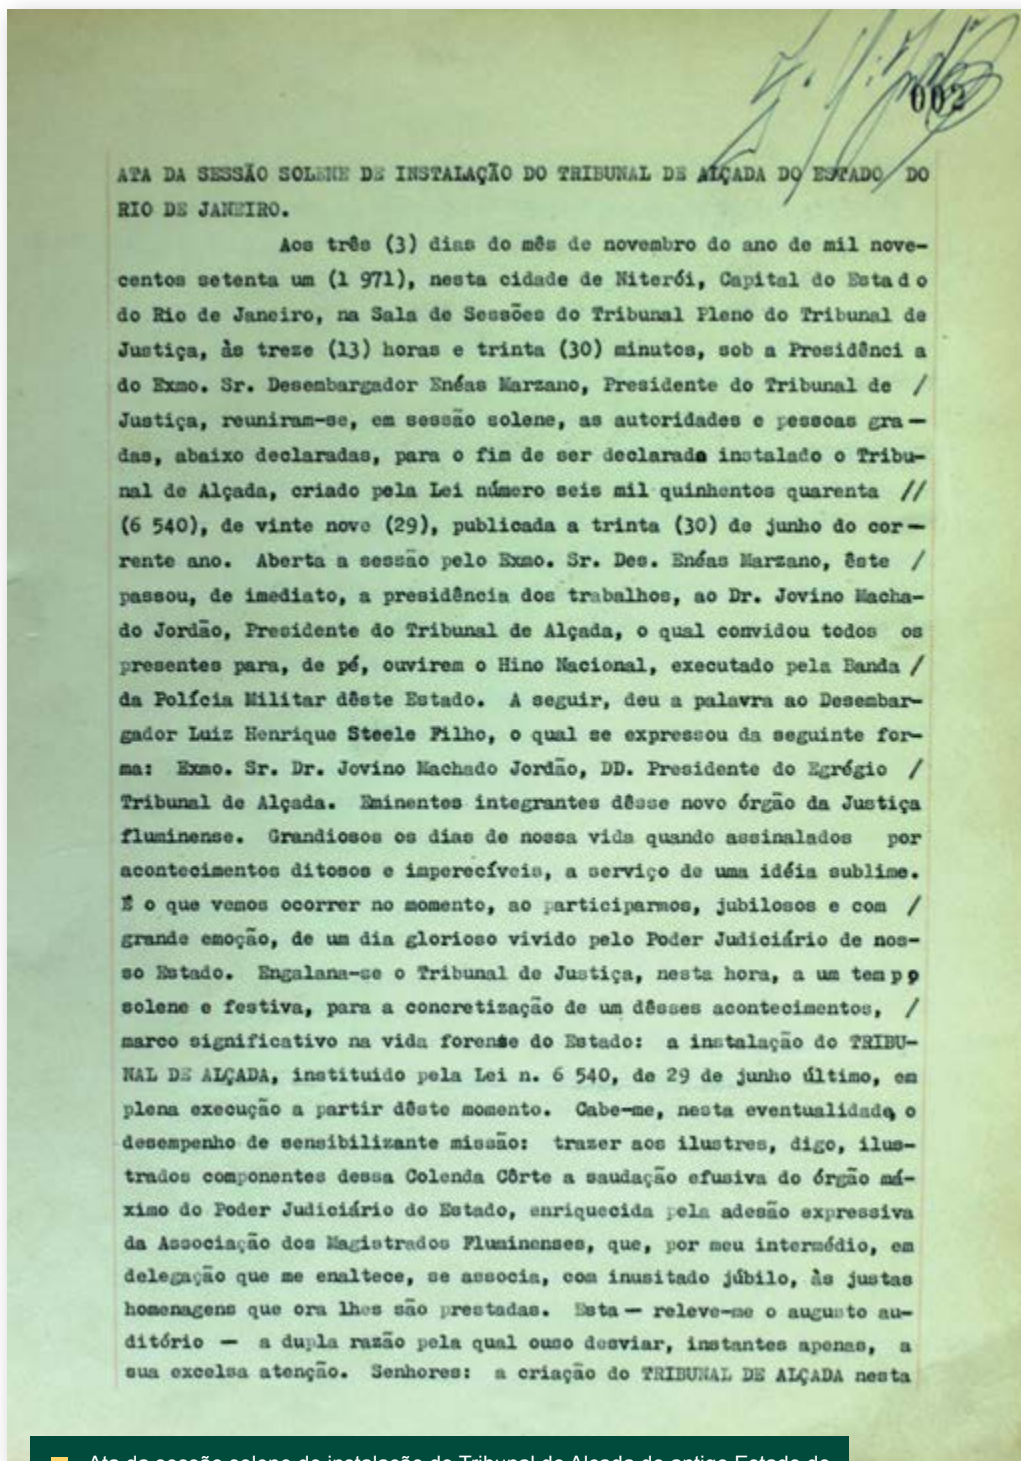 002
ATA DA SESSÃO SOLENE DE INSTALAÇÃO DO TRIBUNAL DE ALÇADA DO ESTADO DO
RIO DE JANEIRO.
Aos três (3) dias do mês de novembro do ano de mil nove-
centos setenta um (1 971), nesta cidade de Niterói, Capital do Estado
do Rio de Janeiro, na Sala de Sessões do Tribunal Pleno do Tribunal de
Justiça, às treze (13) horas e trinta (30) minutos, sob a Presidênci a
do Exmo. Sr. Desembargador Enéas Marzano, Presidente do Tribunal de /
Justiça, reuniram-se, em sessão solene, as autoridades e pessoas gra—
das, abaixo declaradas, para o fim de ser declarado instalado o Tribu-
nal de Alçada, criado pela Lei número seis mil quinhentos quarenta //
(6 540), de vinte nove (29), publicada a trinta (30) de junho do cor—
rente ano. Aberta a sessão pelo Exmo. Sr. Des. Enéas Marzano, êste /
passou, de imediato, a presidência dos trabalhos, ao Dr. Jovino Macha-
do Jordão, Presidente do Tribunal de Alçada, o qual convidou todos os
presentes para, de pé, ouvirem o Hino Nacional, executado pela Banda /
da Polícia Militar dêste Estado. A seguir, deu a palavra ao Desembar-
gador Luiz Henrique Steele Filho, o qual se expressou da seguinte for-
ma: Exmo. Sr. Dr. Jovino Machado Jordão, DD. Presidente do Egrégio /
Tribunal de Alçada. Eminentes integrantes dêsse novo órgão da Justiça
fluminense. Grandiosos os dias de nossa vida quando assinalados por
acontecimentos ditosos e imperecíveis, a serviço de uma idéia sublime.
É o que vemos ocorrer no momento, ao participarmos, jubilosos e com /
grande emoção, de um dia glorioso vivido pelo Poder Judiciário de nos-
so Estado. Engalana-se o Tribunal de Justiça, nesta hora, a um tempo
solene e festiva, para a concretização de um dêsses acontecimentos, /
marco significativo na vida forense do Estado: a instalação do TRIBU-
NAL DE ALÇADA, instituido pela Lei n. 6 540, de 29 de junho último, em
plena execução a partir dêste momento. Cabe-me, nesta eventualidade, o
desempenho de sensibilizante missão: trazer aos ilustres, digo, ilus-
trados componentes dessa Colenda Côrte a saudação efusiva do órgão má-
ximo do Poder Judiciário do Estado, enriquecida pela adesão expressiva
da Associação dos Magistrados Fluminenses, que, por meu intermédio, em
delegação que me enaltece, se associa, com inusitado júbilo, às justas
homenagens que ora lhes são prestadas. Esta — releve-me o augusto au-
ditório — a dupla razão pela qual ouso desviar, instantes apenas, a
sua excelsa atenção. Senhores: a criação do TRIBUNAL DE ALÇADA nesta
Ata da sessão solene de instalação do Tribunal de Alçada do antigo Estado do